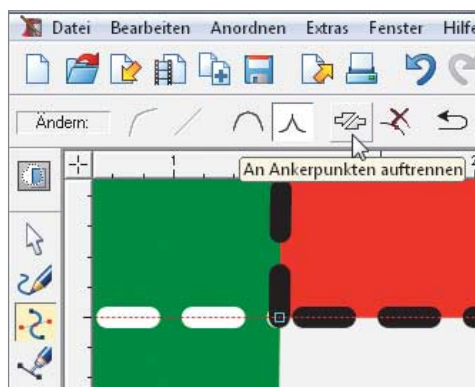 Datei Bearbeiten Anordnen Extras Fenster Hilfe
Ändern:
1
An Ankerpunkten auftrennen